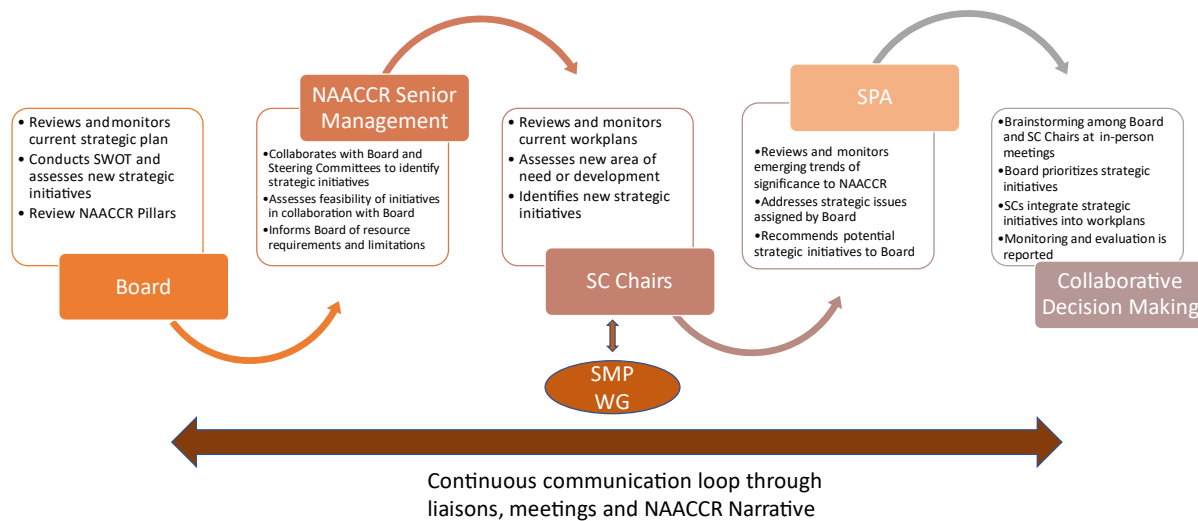 • Reviews and monitors
current strategic plan
• Conducts SWOT and
assesses new strategic
initiatives
• Review NAACCR Pillars
Board
NAACCR Senior
Management
•Collaborates with Board and
Steering Committees to identify
strategic initiatives
•Assesses feasibility of initiatives
in collaboration with Board
•Informs Board of resource
requirements and limitations
• Reviews and monitors
current workplans
• Assesses new area of
need or development
• Identifies new strategic
initiatives
SC Chairs
SMP
WG
SPA
•Reviews and monitors
emerging trends of
significance to NAACCR
•Addresses strategic issues
assigned by Board
•Recommends potential
strategic initiatives to Board
•Brainstorming among Board
and SC Chairs at in-person
meetings
•Board prioritizes strategic
initiatives
•SCs integrate strategic
initiatives into workplans
•Monitoring and evaluation is
reported
Collaborative
Decision Making
Continuous communication loop through
liaisons, meetings and NAACCR Narrative